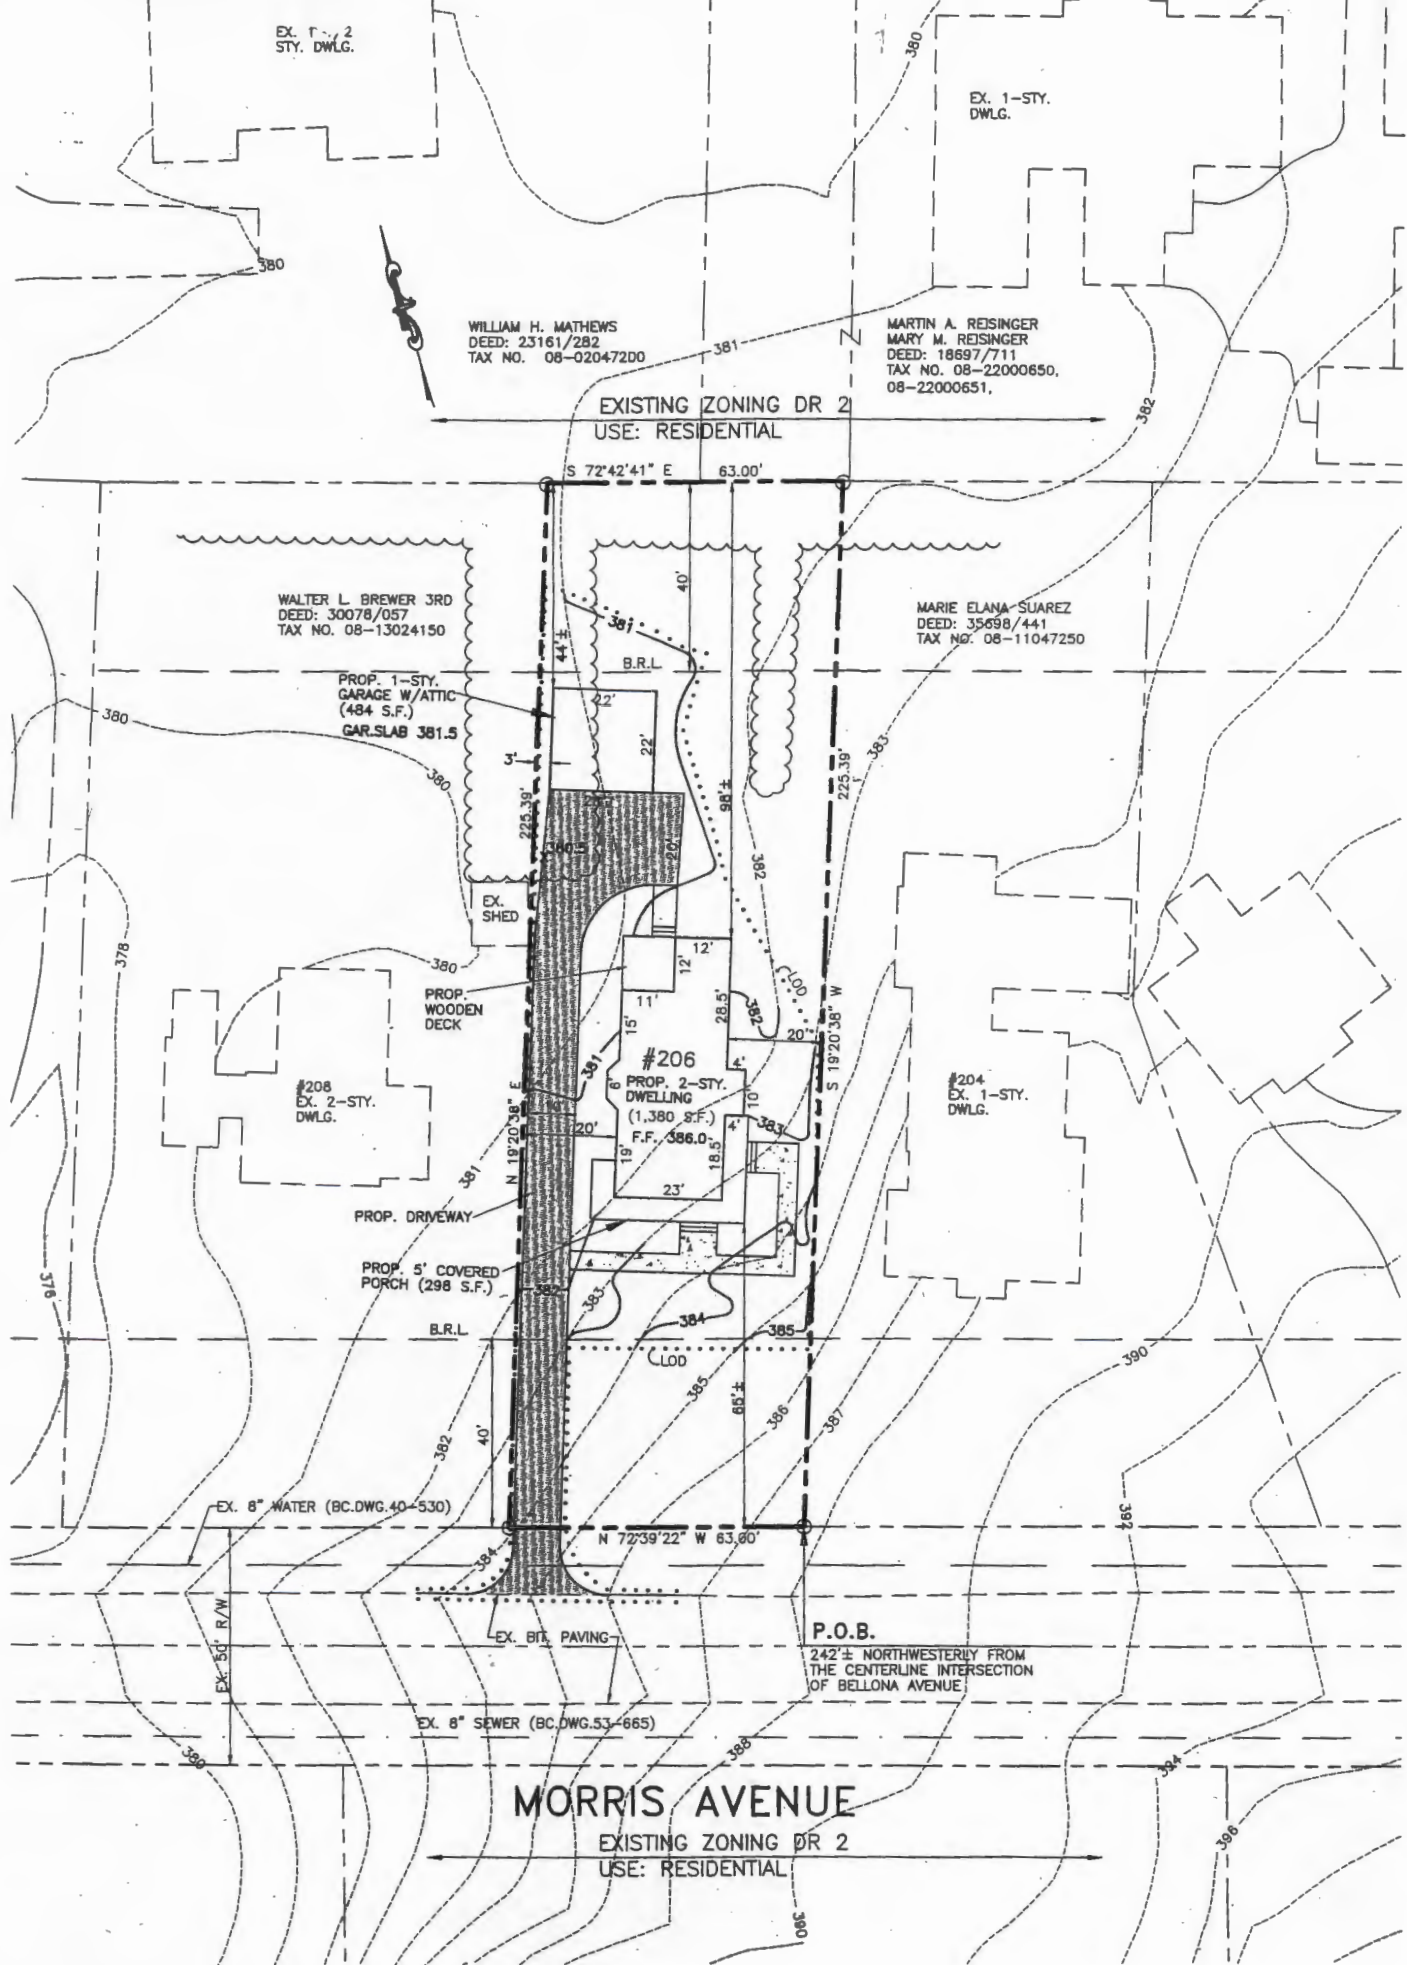 EX.
STY. DWLG.
380
EX. 1-STY.
DWLG.
380
N
WILLIAM H. MATHEWS
DEED: 23161/282
TAX NO. 08-02047200
381
MARTIN A. REISINGER
MARY M. REISINGER
DEED: 18697/711
TAX NO. 08-22000650,
08-22000651,
382
EXISTING ZONING DR 2
USE: RESIDENTIAL
S 72°42'41" E 63.00'
WALTER L. BREWER 3RD
DEED: 30078/057
TAX NO. 08-13024150
40'
381
44'±
B.R.L.
MARIE ELANA SUAREZ
DEED: 35698/441
TAX NO. 08-11047250
PROP. 1-STY.
GARAGE W/ATTIC
(484 S.F.)
GAR.SLAB 381.5
22'
22'
3'
380
380
383
225.39'
98'±
225.39'
380.5
20'
382
EX.
SHED
378
380
12'
12'
LOD
PROP.
WOODEN
DECK
11'
15'
28.5'
382
20'
S 19°20'38" W
#206
PROP. 2-STY.
DWELLING
(1,380 S.F.)
F.F. 386.0
381
6'
4'
10'
4'
383
#208
EX. 2-STY.
DWLG.
#204
EX. 1-STY.
DWLG.
N 19°20'38" E
10'
20'
19'
18.5'
23'
381
PROP. DRIVEWAY
PROP. 5' COVERED
PORCH (298 S.F.)
376
382
383
384
385
B.R.L.
LOD
390
385
65'±
386
387
40'
382
EX. 8" WATER (BC.DWG.40-530)
392
N 72°39'22" W 63.00'
384
EX. 50' R/W
EX. BIT. PAVING
P.O.B.
242'± NORTHWESTERLY FROM
THE CENTERLINE INTERSECTION
OF BELLONA AVENUE
EX. 8" SEWER (BC.DWG.53-665)
380
388
394
MORRIS AVENUE
396
EXISTING ZONING DR 2
USE: RESIDENTIAL
390